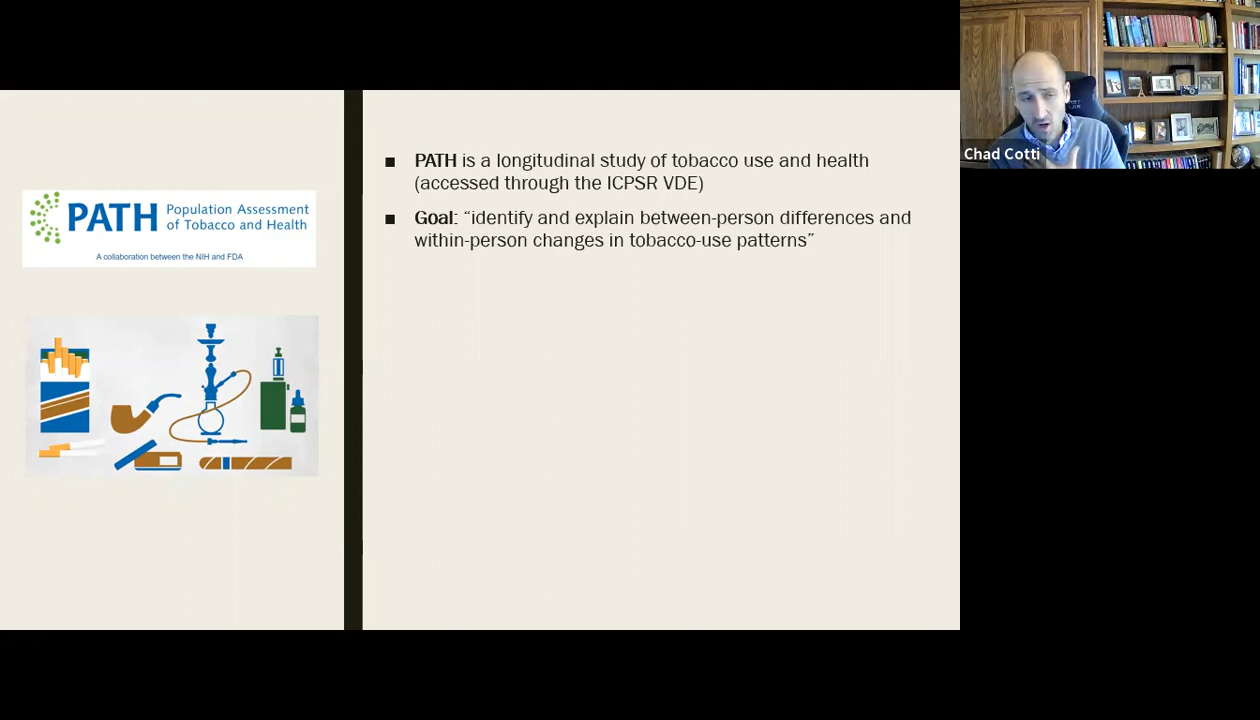 PATH Population Assessment
of Tobacco and Health
A collaboration between the NIH and FDA
■ PATH is a longitudinal study of tobacco use and health
(accessed through the ICPSR VDE)
■ Goal: “identify and explain between-person differences and
within-person changes in tobacco-use patterns”
Chad Cotti